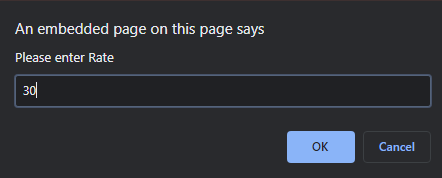 An embedded page on this page says
Please enter Rate
30
OK Cancel